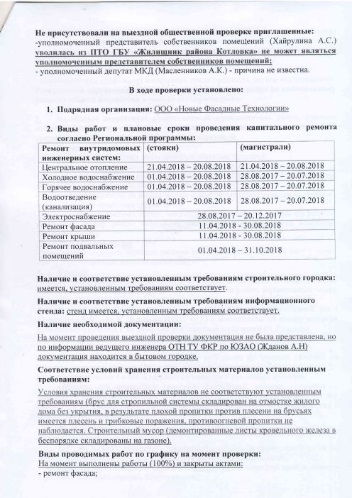 Не присутствовали на выездной общественной проверке приглашенные:
-уполномоченный представитель собственников помещений (Хайрулина А.С.)
уволилась из ПТО ГБУ «Жилищник района Котловка» не может являться
уполномоченным представителем собственников помещений;
- уполномоченный депутат МКД (Масленников А.К.) - причина не известна.
В ходе проверки установлено:
1. Подрядная организация: ООО «Новые Фасадные Технологии»
2. Виды работ и плановые сроки проведения капитального ремонта
согласно Региональной программы:
Ремонт внутридомовых инженерных систем: (стояки) (магистрали)
Центральное отопление 21.04.2018 – 20.08.2018 21.04.2018 – 20.08.2018
Холодное водоснабжение 01.04.2018 – 20.08.2018 28.08.2017 – 20.07.2018
Горячее водоснабжение 01.04.2018 – 20.08.2018 28.08.2017 – 20.07.2018
Водоотведение (канализация) 01.04.2018 – 20.08.2018 28.08.2017 – 20.07.2018
Электроснабжение 28.08.2017 – 20.12.2017
Ремонт фасада 11.04.2018 - 30.08.2018
Ремонт крыши 11.04.2018 - 30.08.2018
Ремонт подвальных помещений 01.04.2018 – 31.10.2018
Наличие и соответствие установленным требованиям строительного городка:
имеется, установленным требованиям соответствует.
Наличие и соответствие установленным требованиям информационного
стенда: стенд имеется, установленным требованиям соответствует.
Наличие необходимой документации:
На момент проведения выездной проверки документация не была представлена, но
по информации ведущего инженера ОТН ТУ ФКР по ЮЗАО (Жданов А.Н)
документация находится в бытовом городке.
Соответствие условий хранения строительных материалов установленным
требованиям:
Условия хранения строительных материалов не соответствуют установленным
требованиям (брус для стропильной системы складирован на отмостке жилого
дома без укрытия, в результате плохой пропитки против плесени на брусьях
имеется плесень и грибковые поражения, противоогневой пропитки не
наблюдается. Строительный мусор (демонтированные листы кровельного железа в
беспорядке складированы на газоне).
Виды проводимых работ по графику на момент проверки:
На момент выполнены работы (100%) и закрыты актами:
- ремонт фасада;